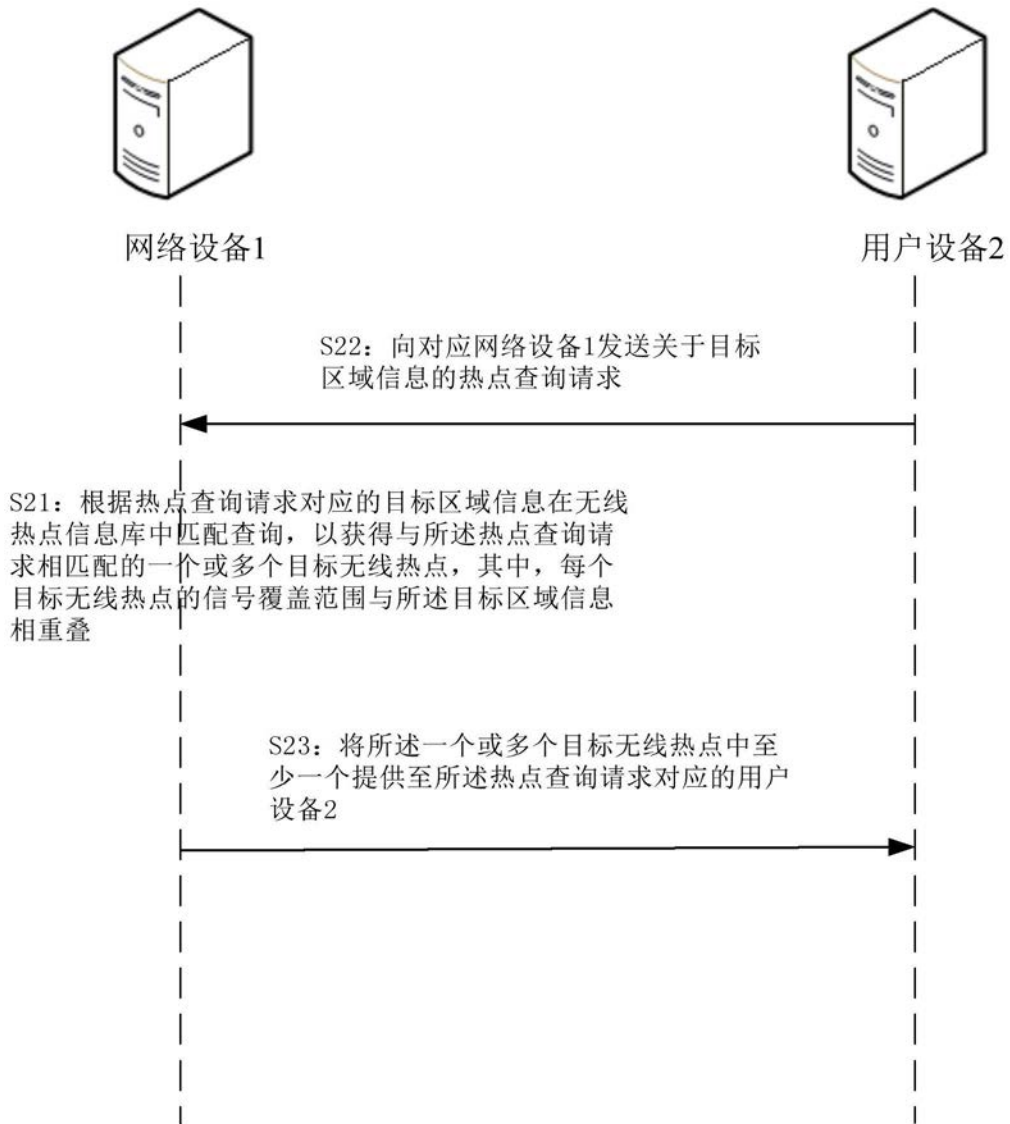 网络设备1
用户设备2
S22：向对应网络设备1发送关于目标
区域信息的热点查询请求
S21：根据热点查询请求对应的目标区域信息在无线
热点信息库中匹配查询，以获得与所述热点查询请
求相匹配的一个或多个目标无线热点，其中，每个
目标无线热点的信号覆盖范围与所述目标区域信息
相重叠
S23：将所述一个或多个目标无线热点中至
少一个提供至所述热点查询请求对应的用户
设备2